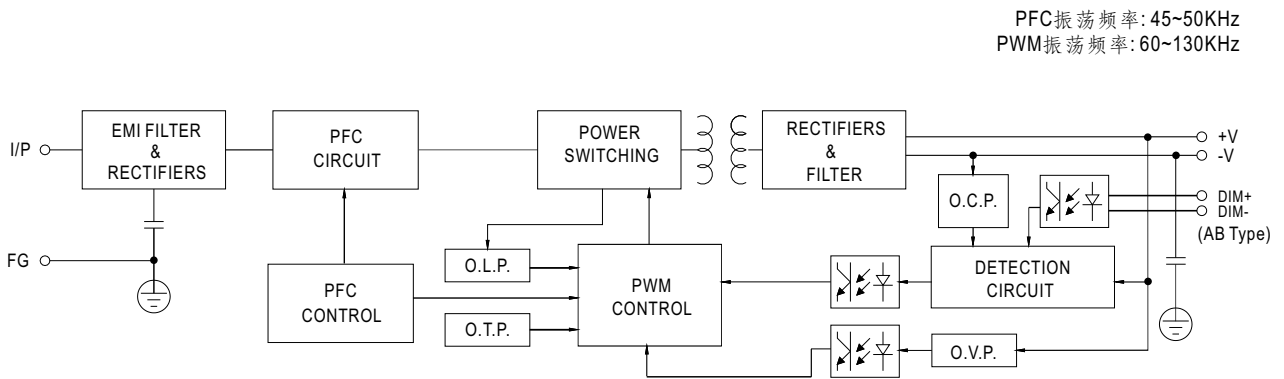 PFC振荡频率: 45~50KHz
PWM振荡频率: 60~130KHz
I/P
EMI FILTER
&
RECTIFIERS
PFC
CIRCUIT
POWER
SWITCHING
RECTIFIERS
&
FILTER
+V
-V
O.C.P.
DIM+
DIM-
(AB Type)
FG
O.L.P.
PFC
CONTROL
PWM
CONTROL
DETECTION
CIRCUIT
O.T.P.
O.V.P.